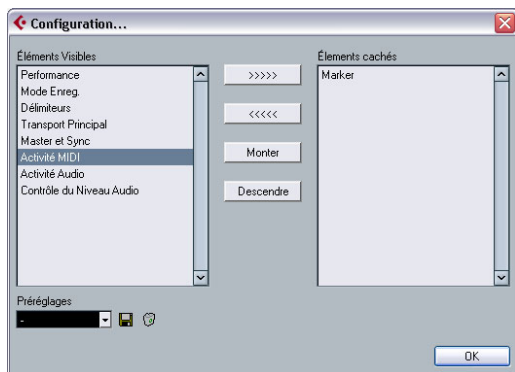 Configuration...
Éléments Visibles
Performance
Mode Enreg.
Délimiteurs
Transport Principal
Master et Sync
Activité MIDI
Activité Audio
Contrôle du Niveau Audio
>>>>>
<<<<<
Monter
Descendre
Élements cachés
Marker
Préréglages
-
OK